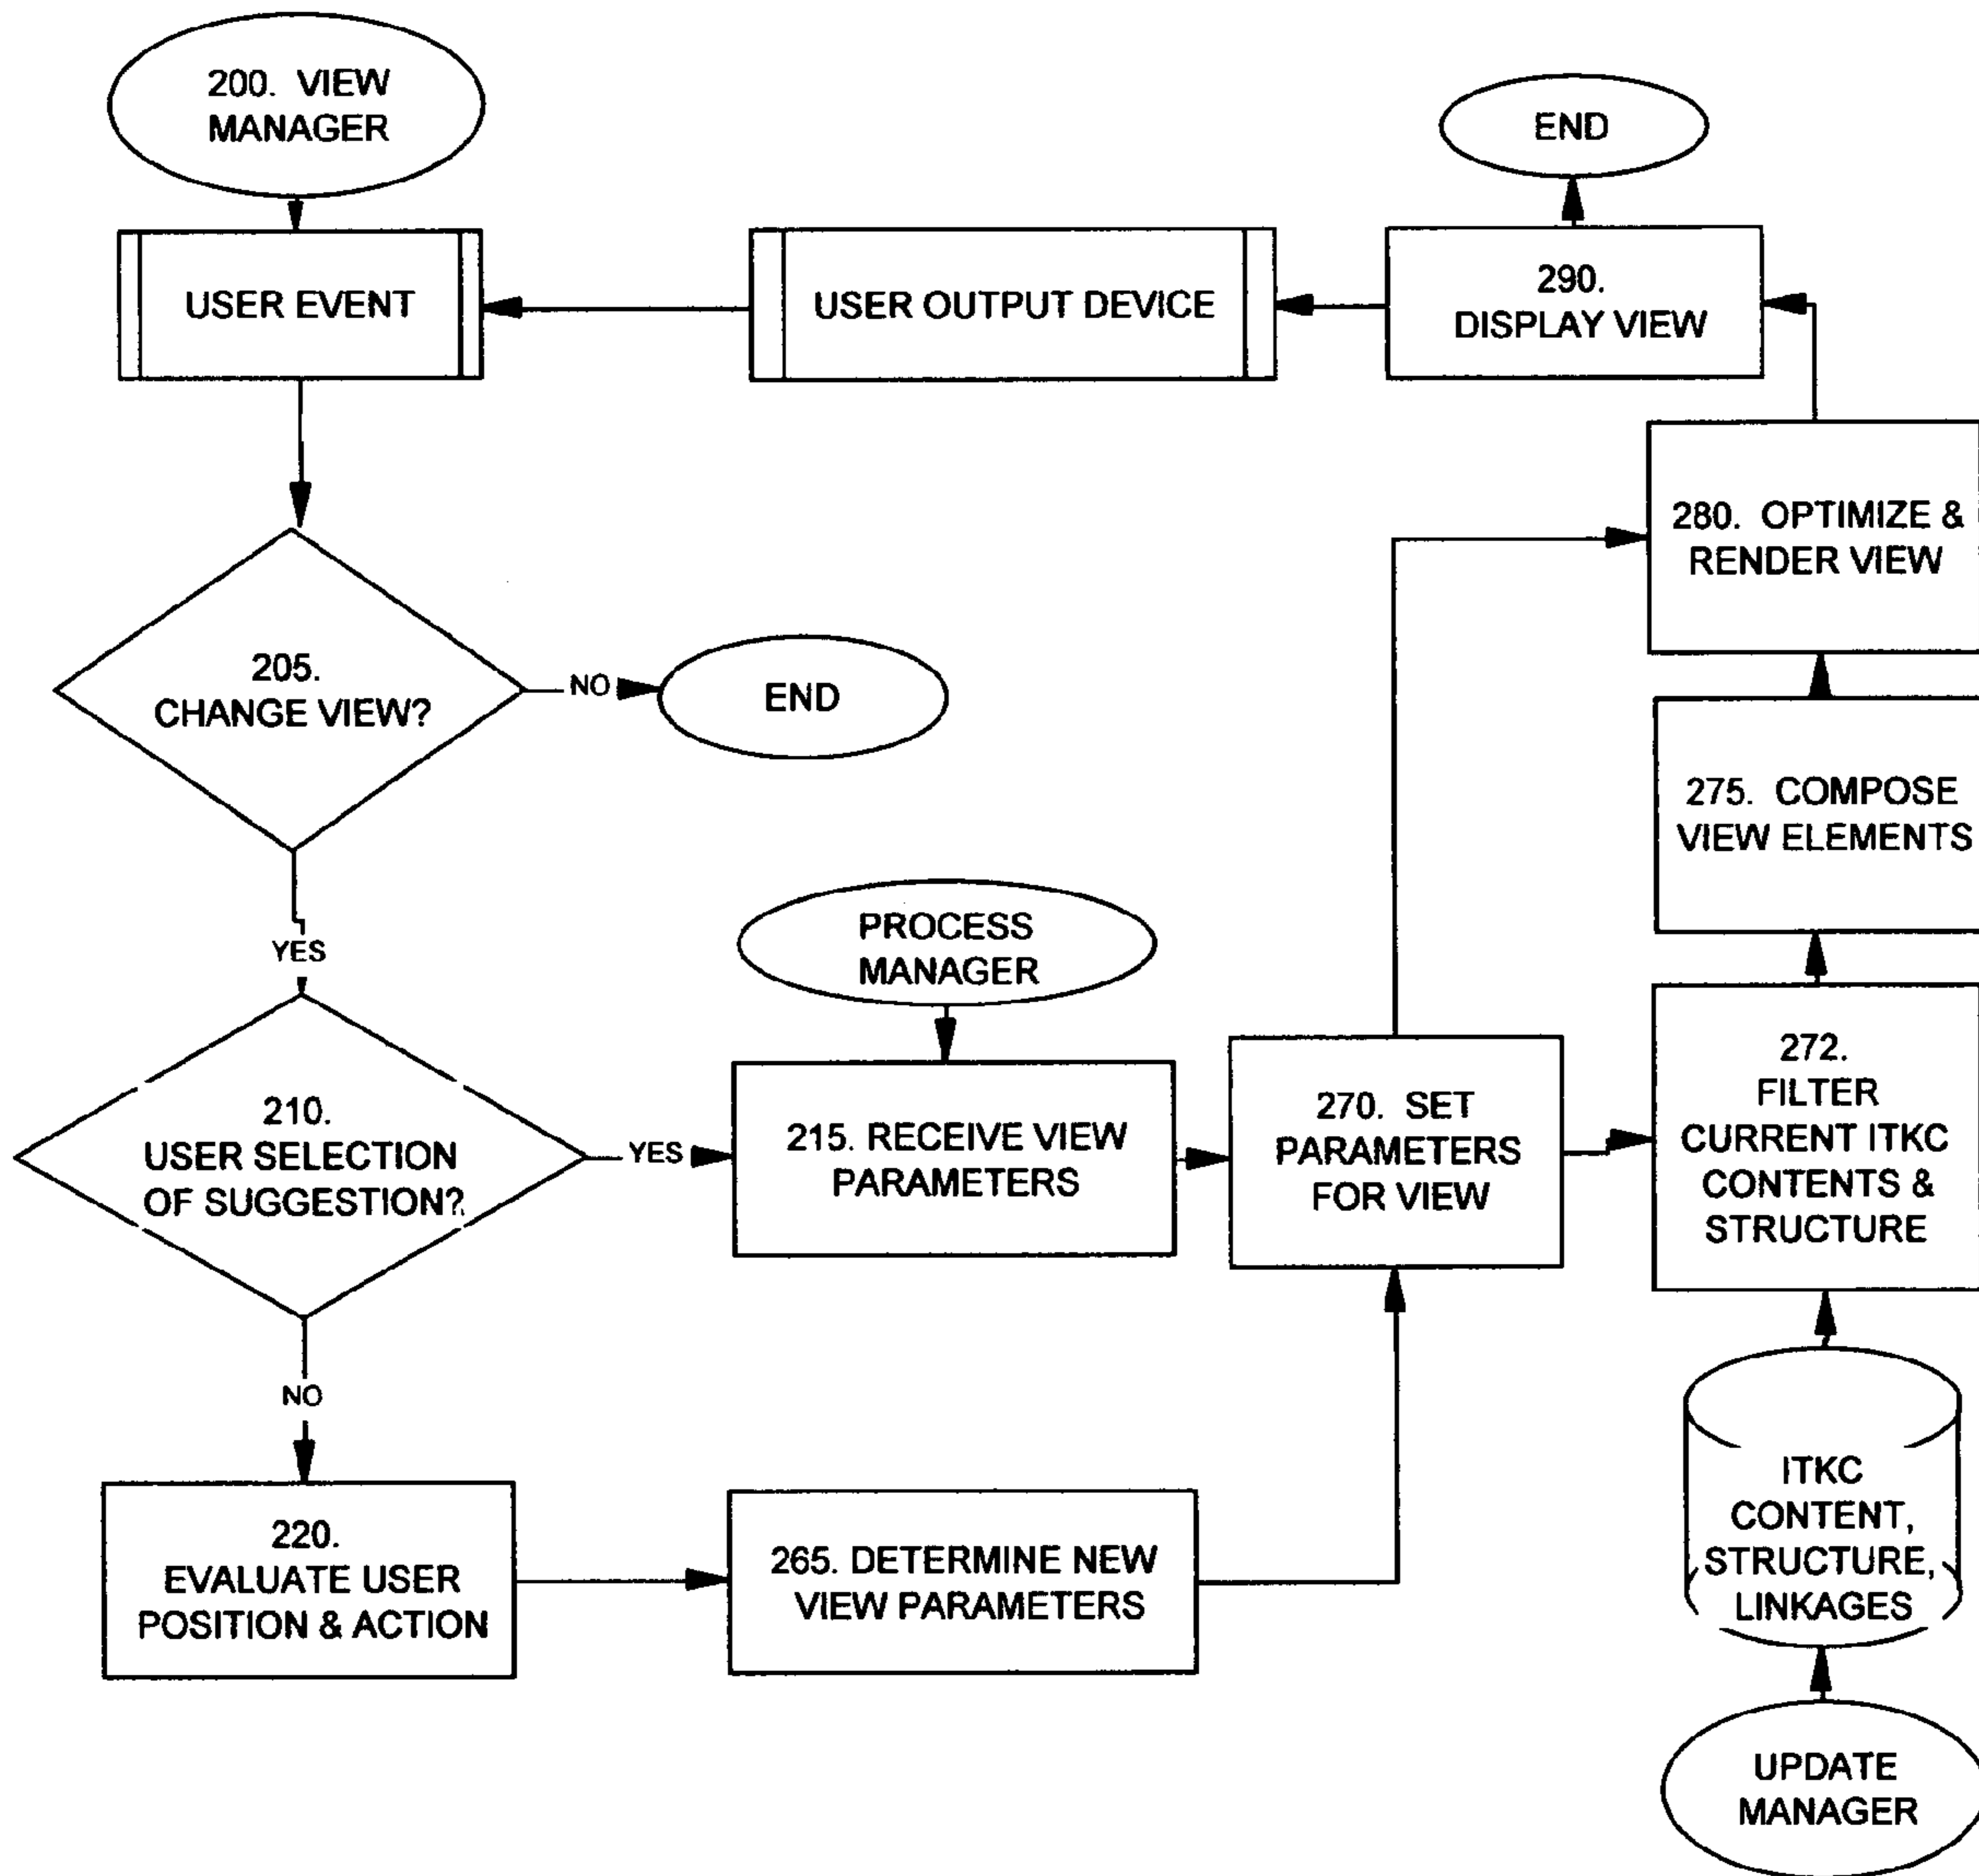 200. VIEW
MANAGER
END
USER EVENT
USER OUTPUT DEVICE
290.
DISPLAY VIEW
280. OPTIMIZE &
RENDER VIEW
205.
CHANGE VIEW?
NO
END
275. COMPOSE
VIEW ELEMENTS
YES
PROCESS
MANAGER
210.
USER SELECTION
OF SUGGESTION?
YES
215. RECEIVE VIEW
PARAMETERS
270. SET
PARAMETERS
FOR VIEW
272.
FILTER
CURRENT ITKC
CONTENTS &
STRUCTURE
NO
220.
EVALUATE USER
POSITION & ACTION
265. DETERMINE NEW
VIEW PARAMETERS
ITKC
CONTENT,
STRUCTURE,
LINKAGES
UPDATE
MANAGER